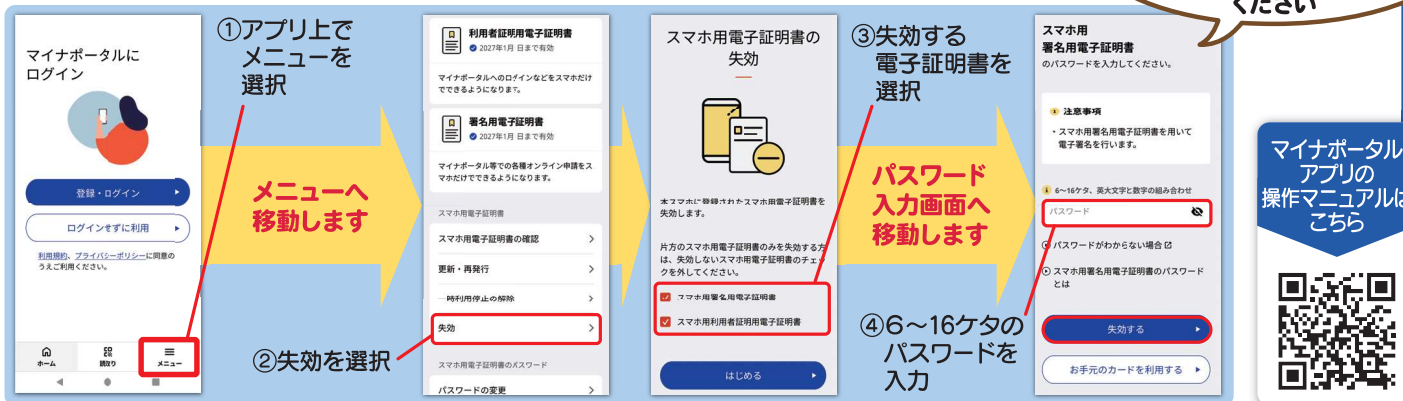 ください
マイナポータルに
ログイン
登録・ログイン
ログインせずに利用
利用規約、プライバシーポリシーに同意の
うえご利用ください。
ホーム
読取り
メニュー
①アプリ上で
メニューを
選択
メニューへ
移動します
②失効を選択
利用者証明用電子証明書
2027年1月 日まで有効
マイナポータルへのログインなどをスマホだけ
でできるようになります。
署名用電子証明書
2027年1月 日まで有効
マイナポータル等での各種オンライン申請をス
マホだけでできるようになります。
スマホ用電子証明書
スマホ用電子証明書の確認
更新・再発行
一時利用停止の解除
失効
スマホ用電子証明書のパスワード
パスワードの変更
スマホ用電子証明書の
失効
本スマホに登録されたスマホ用電子証明書を
失効します。
片方のスマホ用電子証明書のみを失効する方
は、失効しないスマホ用電子証明書のチェッ
クを外してください。
スマホ用署名用電子証明書
スマホ用利用者証明用電子証明書
はじめる
③失効する
電子証明書を
選択
パスワード
入力画面へ
移動します
④6～16ケタの
パスワードを
入力
スマホ用
署名用電子証明書
のパスワードを入力してください。
注意事項
・スマホ用署名用電子証明書を用いて
電子署名を行います。
6～16ケタ、英大文字と数字の組み合わせ
パスワード
パスワードがわからない場合
スマホ用署名用電子証明書のパスワード
とは
失効する
お手元のカードを利用する
マイナポータル
アプリの
操作マニュアルは
こちら